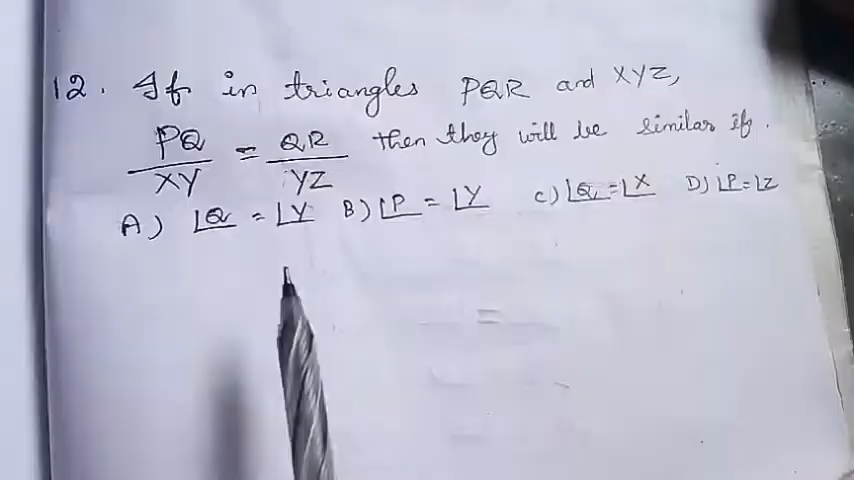 12. If in triangles PQR and XYZ,
PQ/XY = QR/YZ then they will be similar if.
A) ∠Q = ∠Y B) ∠P = ∠Y C) ∠Q = ∠X D) ∠P = ∠Z